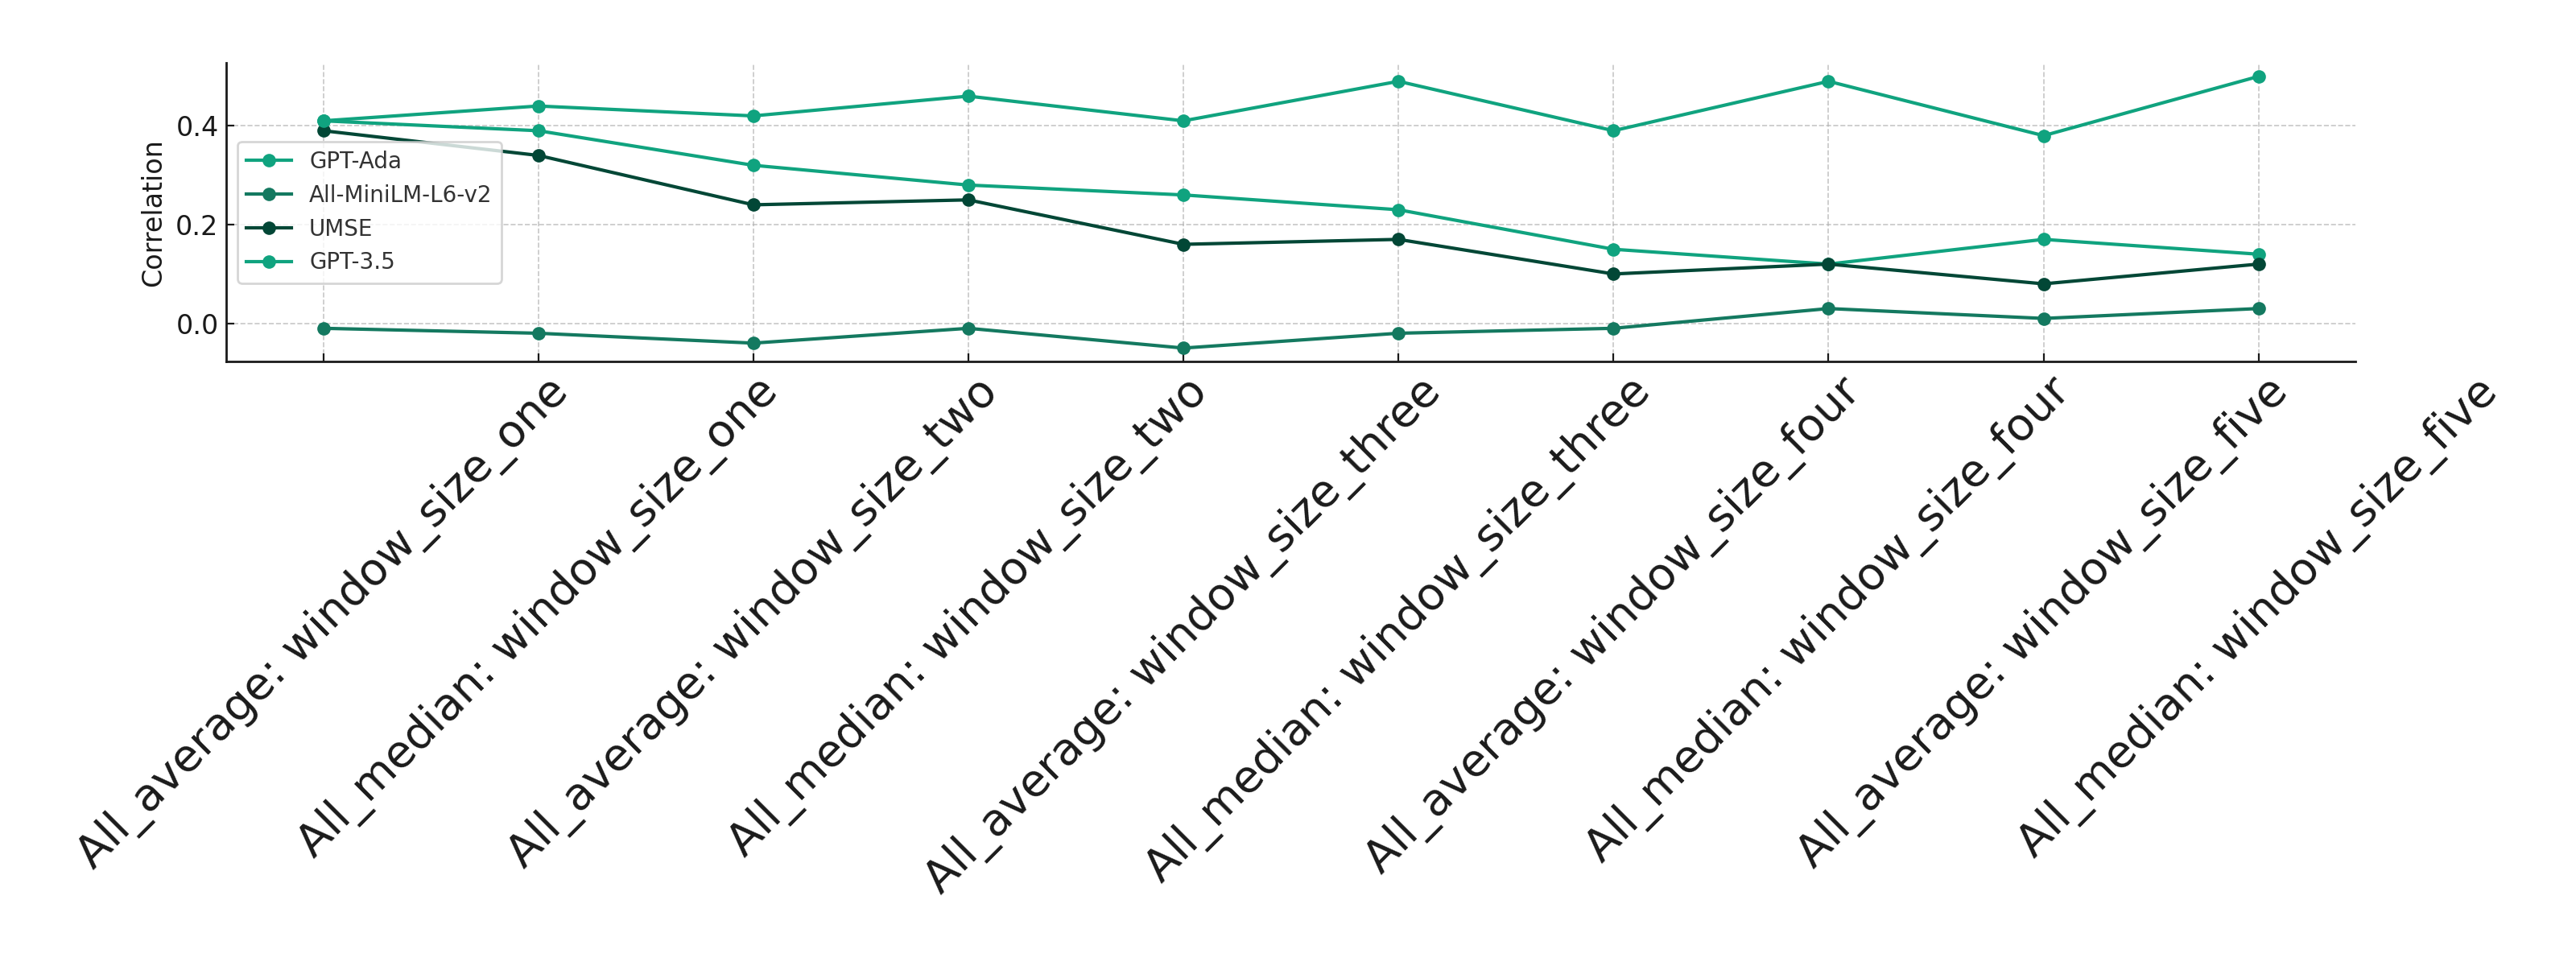 Correlation
0.4
0.2
0.0
GPT-Ada
All-MiniLM-L6-v2
UMSE
GPT-3.5
All_average: window_size_one
All_median: window_size_one
All_average: window_size_two
All_median: window_size_two
All_average: window_size_three
All_median: window_size_three
All_average: window_size_four
All_median: window_size_four
All_average: window_size_five
All_median: window_size_five